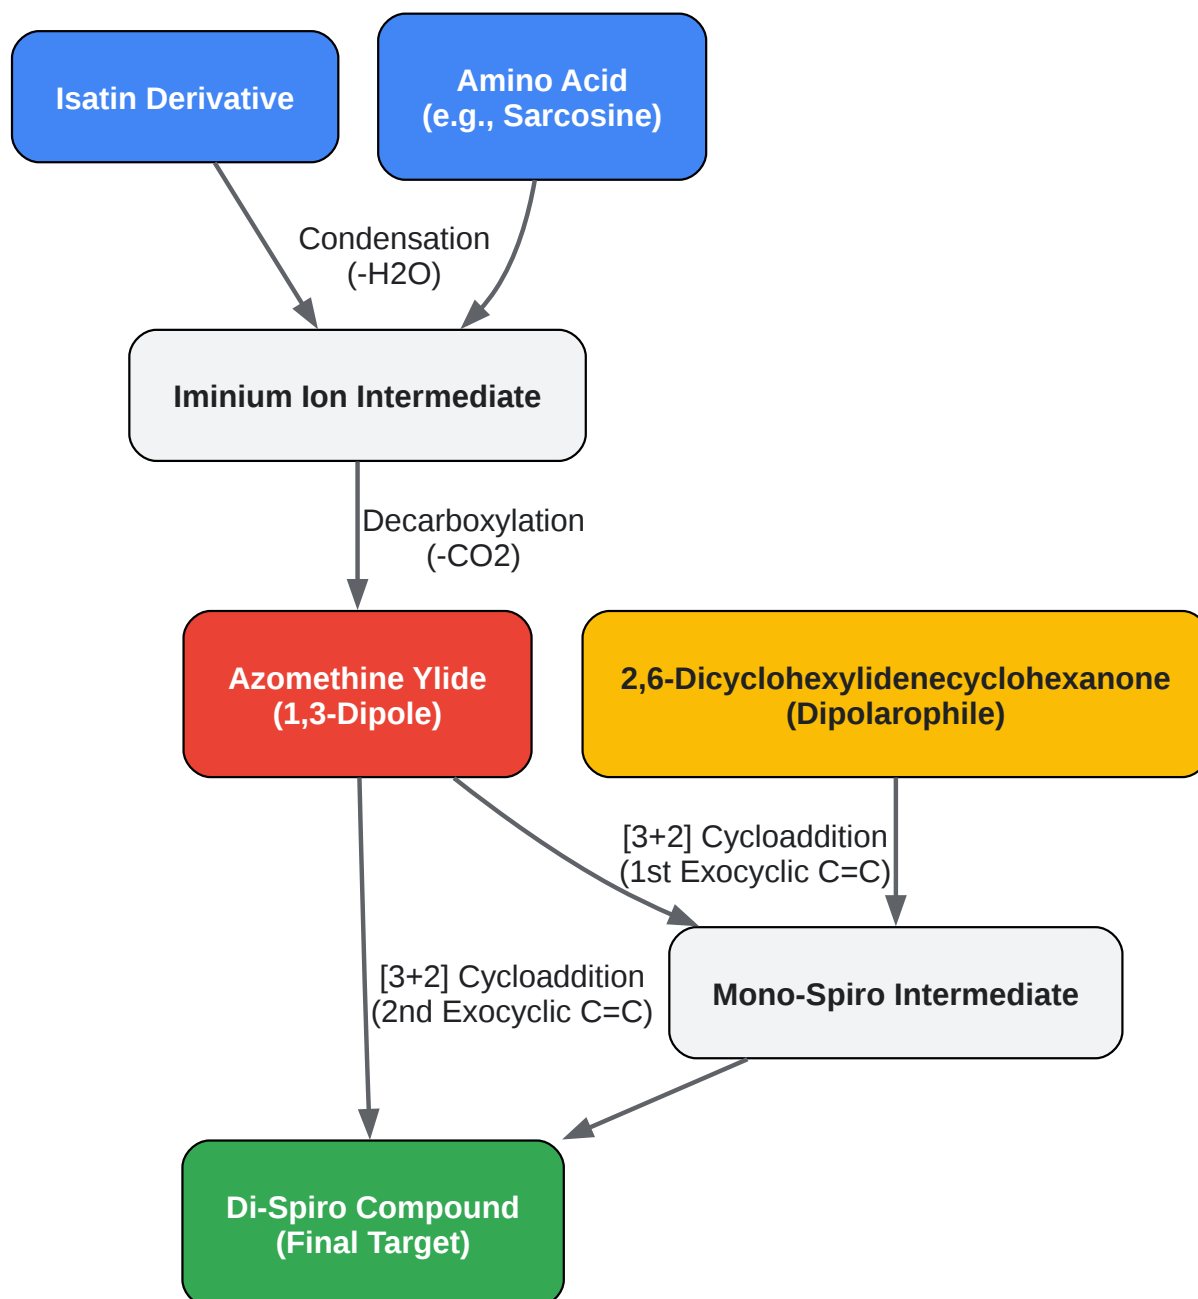 Isatin Derivative
Amino Acid
(e.g., Sarcosine)
Condensation
(-H2O)
Iminium Ion Intermediate
Decarboxylation
(-CO2)
Azomethine Ylide
(1,3-Dipole)
2,6-Dicyclohexylidenecyclohexanone
(Dipolarophile)
[3+2] Cycloaddition
(1st Exocyclic C=C)
[3+2] Cycloaddition
(2nd Exocyclic C=C)
Mono-Spiro Intermediate
Di-Spiro Compound
(Final Target)